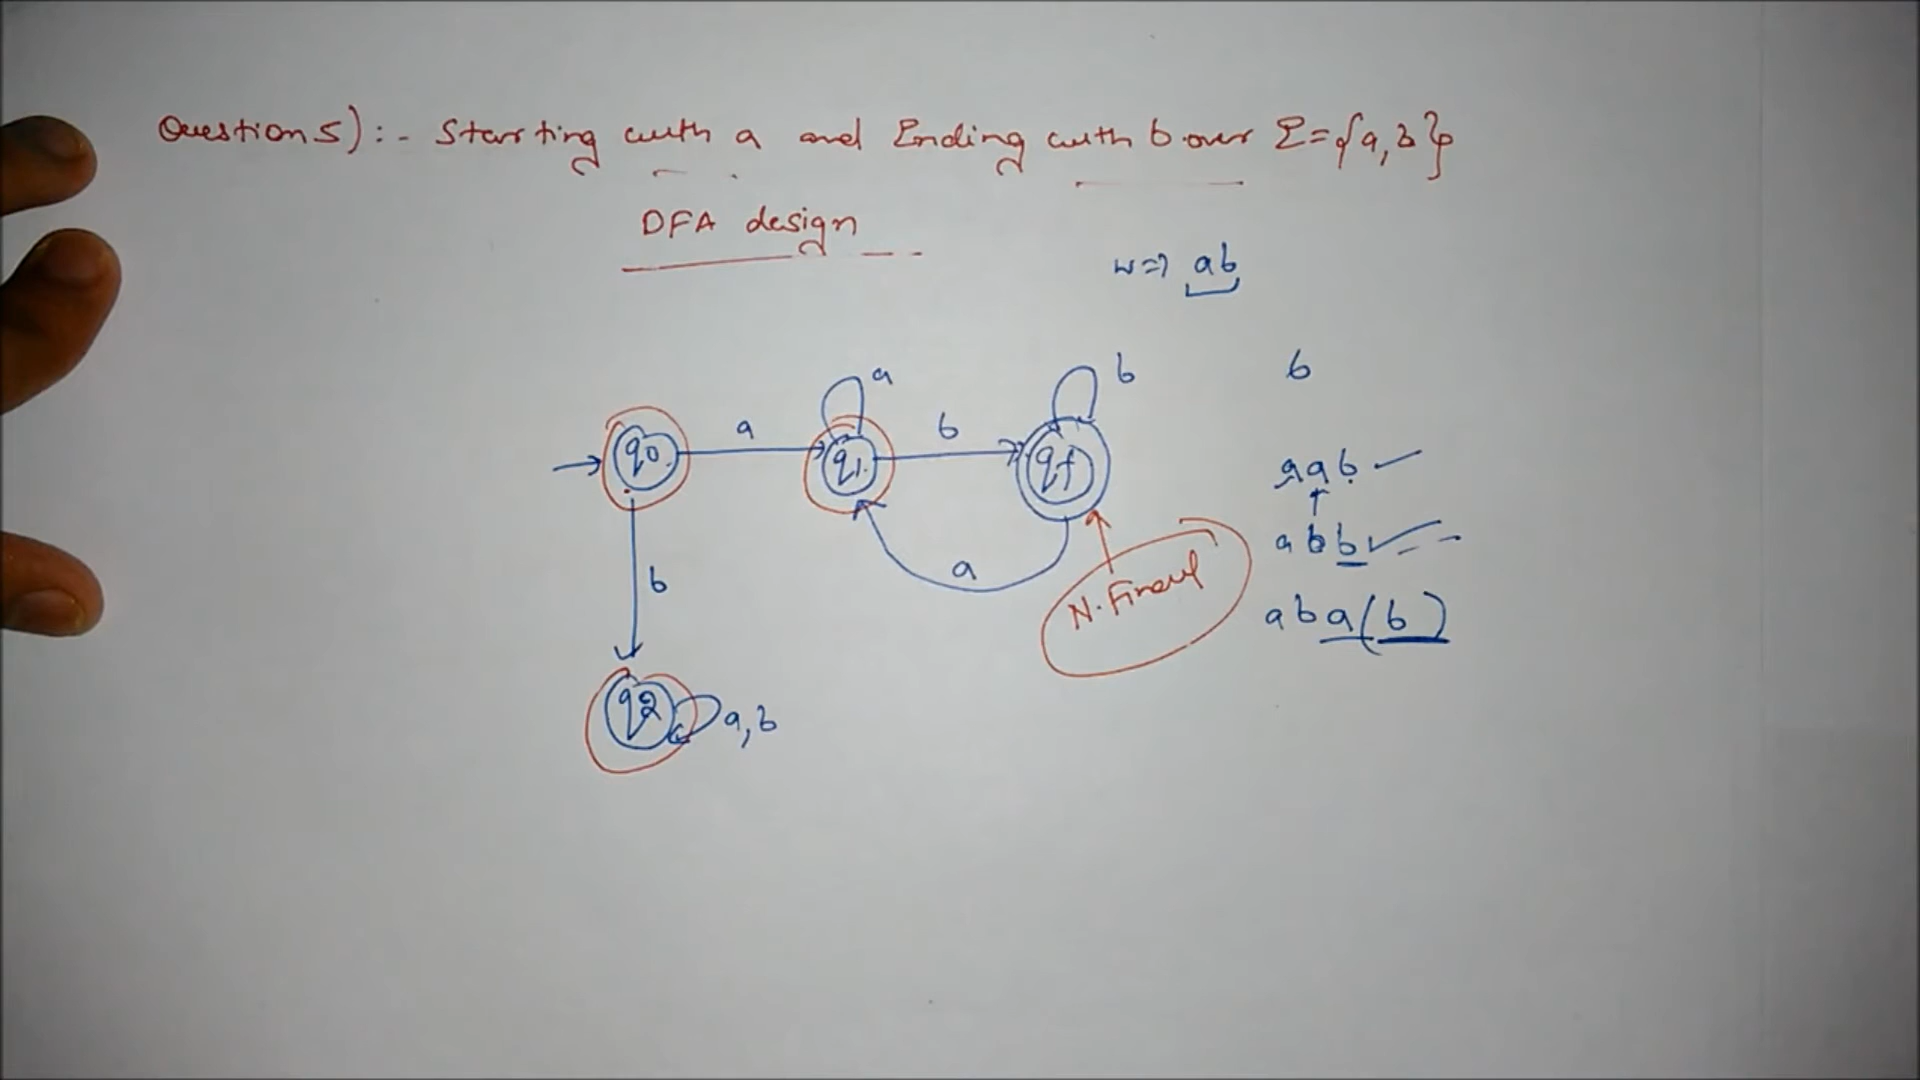 Question 5) :- Starting with a and Ending with b over Σ={a,b}
DFA design
w => ab
a
b
b
q0
a
q1
b
qf
aab
abb
a
b
N.Final
aba(b)
q2
a,b